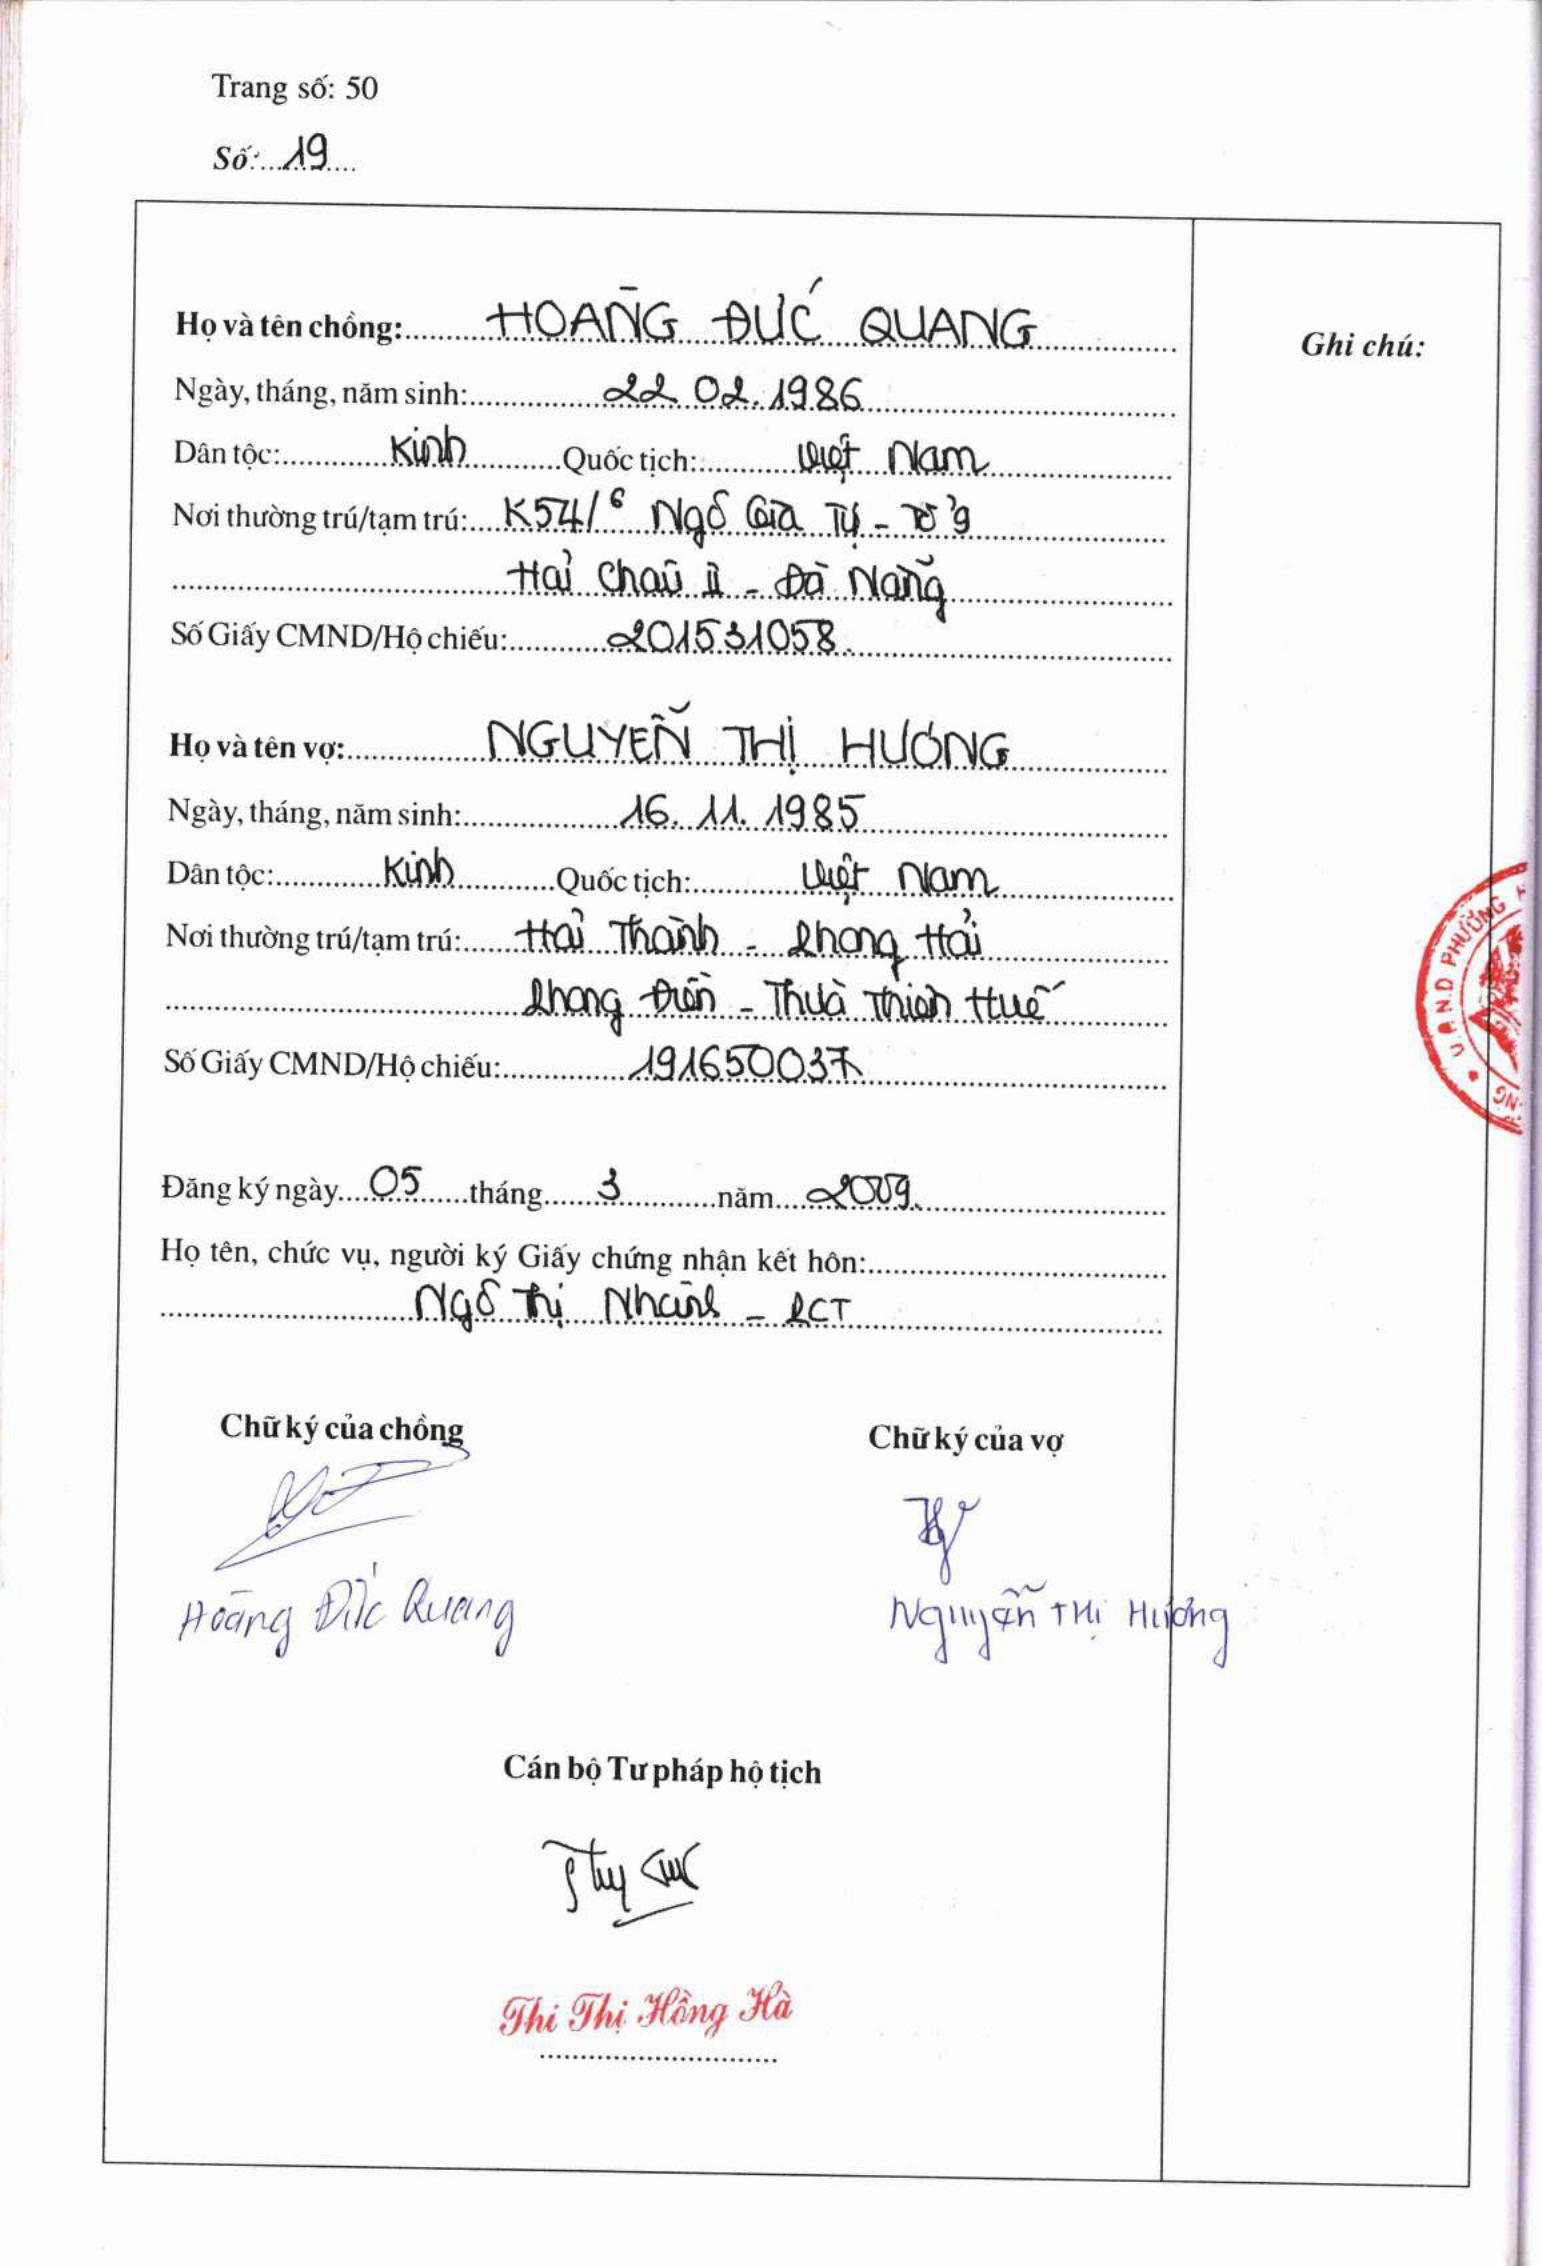 Trang số: 50
Số: 19
Họ và tên chồng: HOÀNG ĐỨC QUANG
Ghi chú:
Ngày, tháng, năm sinh: 22.02.1986
Dân tộc: Kinh Quốc tịch: Việt Nam
Nơi thường trú/tạm trú: K54/6 Ngô Gia Tự - Tổ 9
Hải Châu II - Đà Nẵng
Số Giấy CMND/Hộ chiếu: 201531058.
Họ và tên vợ: NGUYỄN THỊ HƯƠNG
Ngày, tháng, năm sinh: 16.11.1985
Dân tộc: Kinh Quốc tịch: Việt Nam
Nơi thường trú/tạm trú: Hải Thành - Phong Hải
Phong Điền - Thừa Thiên Huế
Số Giấy CMND/Hộ chiếu: 191650037
U.B.N.D PHƯỜNG
Đăng ký ngày 05 tháng 3 năm 2009.
Họ tên, chức vụ, người ký Giấy chứng nhận kết hôn:
Ngô Thị Nhành - PCT
Chữ ký của chồng
Chữ ký của vợ
Hoàng Đức Quang
Nguyễn Thị Hương
Cán bộ Tư pháp hộ tịch
Thi Thị Hồng Hà